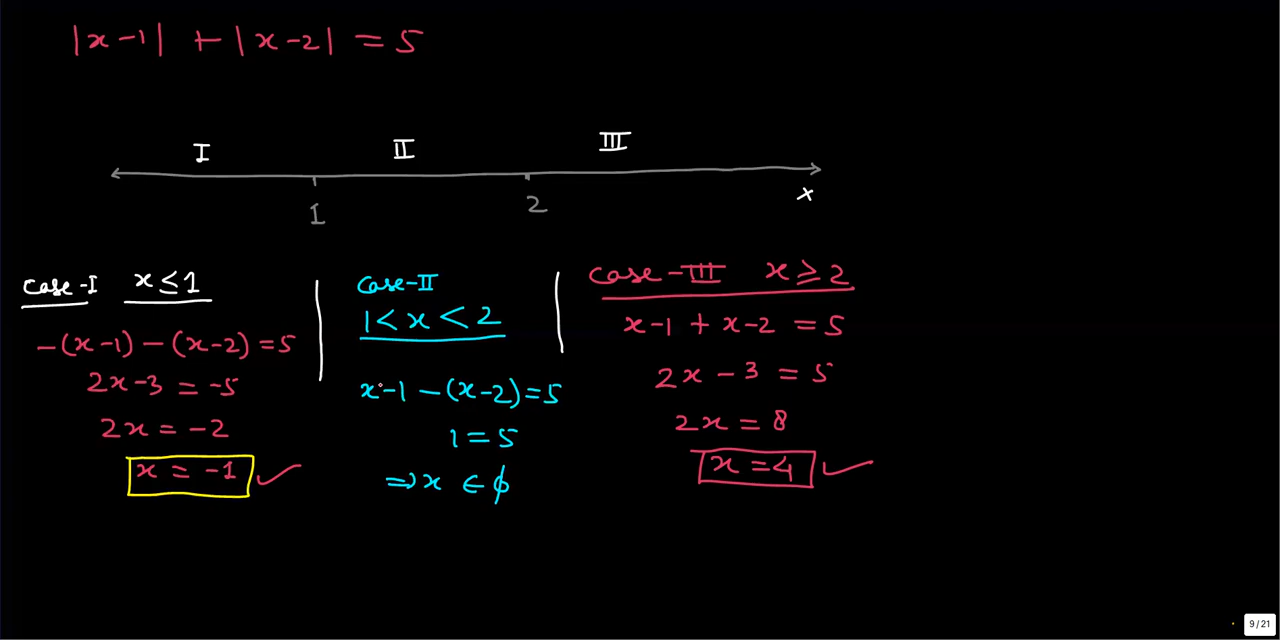 |x-1| + |x-2| = 5
I II III
1 2 x
Case-I x ≤ 1
-(x-1) - (x-2) = 5
2x-3 = -5
2x = -2
x = -1 ✓
Case-II
1 < x < 2
x-1 - (x-2) = 5
1 = 5
⇒ x ∈ ϕ
Case-III x ≥ 2
x-1 + x-2 = 5
2x - 3 = 5
2x = 8
x = 4 ✓
9 / 21